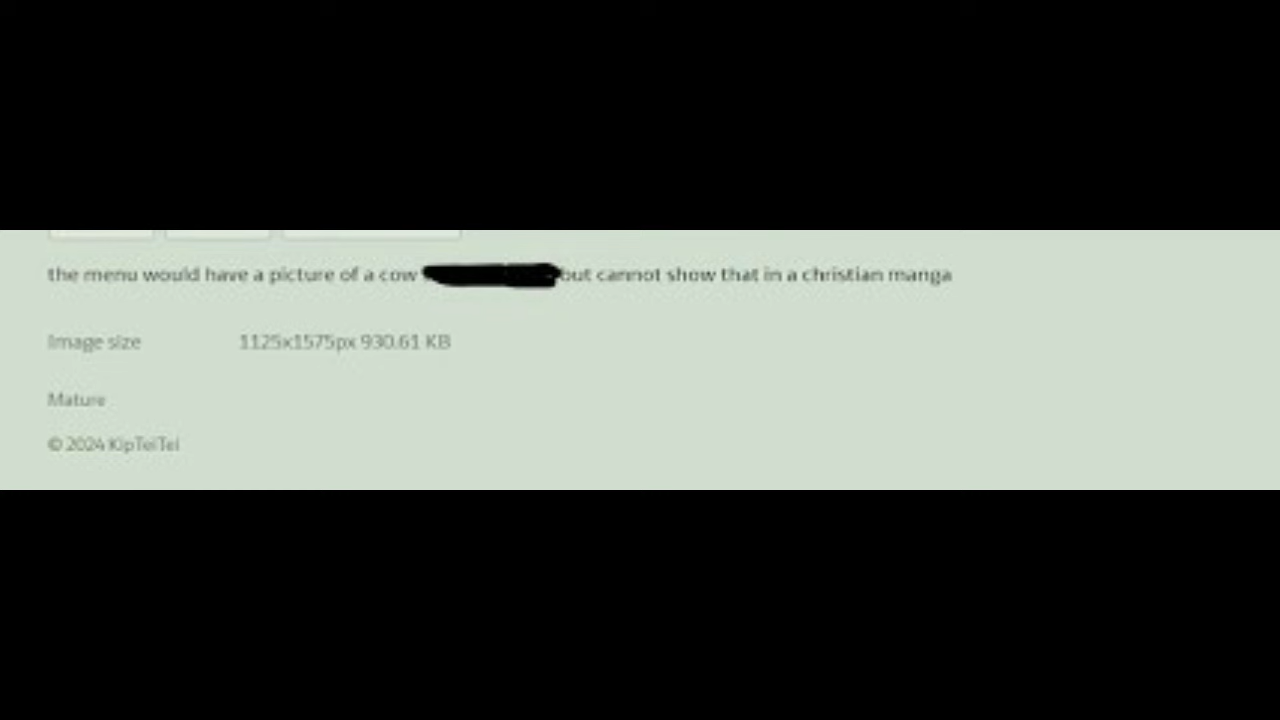 the menu would have a picture of a cow but cannot show that in a christian manga
Image size 1125x1575px 930.61 KB
Mature
© 2024 KipTeiTei